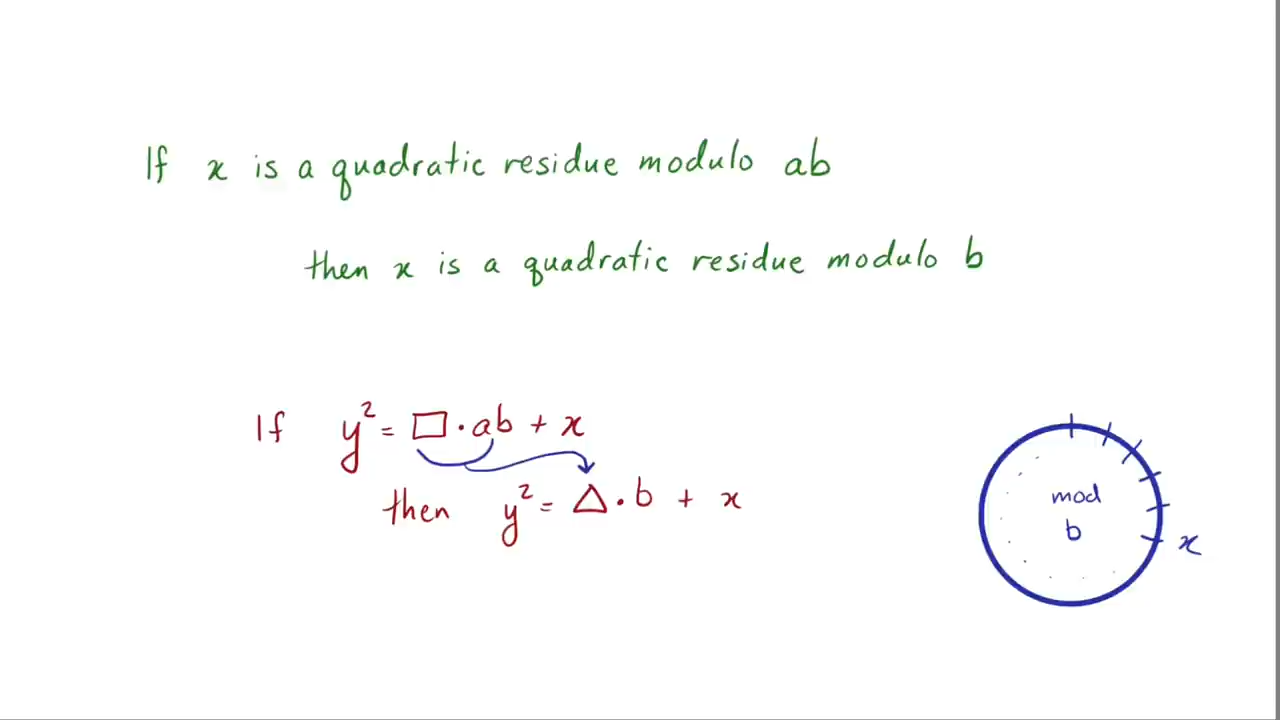 If x is a quadratic residue modulo ab
then x is a quadratic residue modulo b
If y² = □ · ab + x
then y² = △ · b + x
mod
b
x